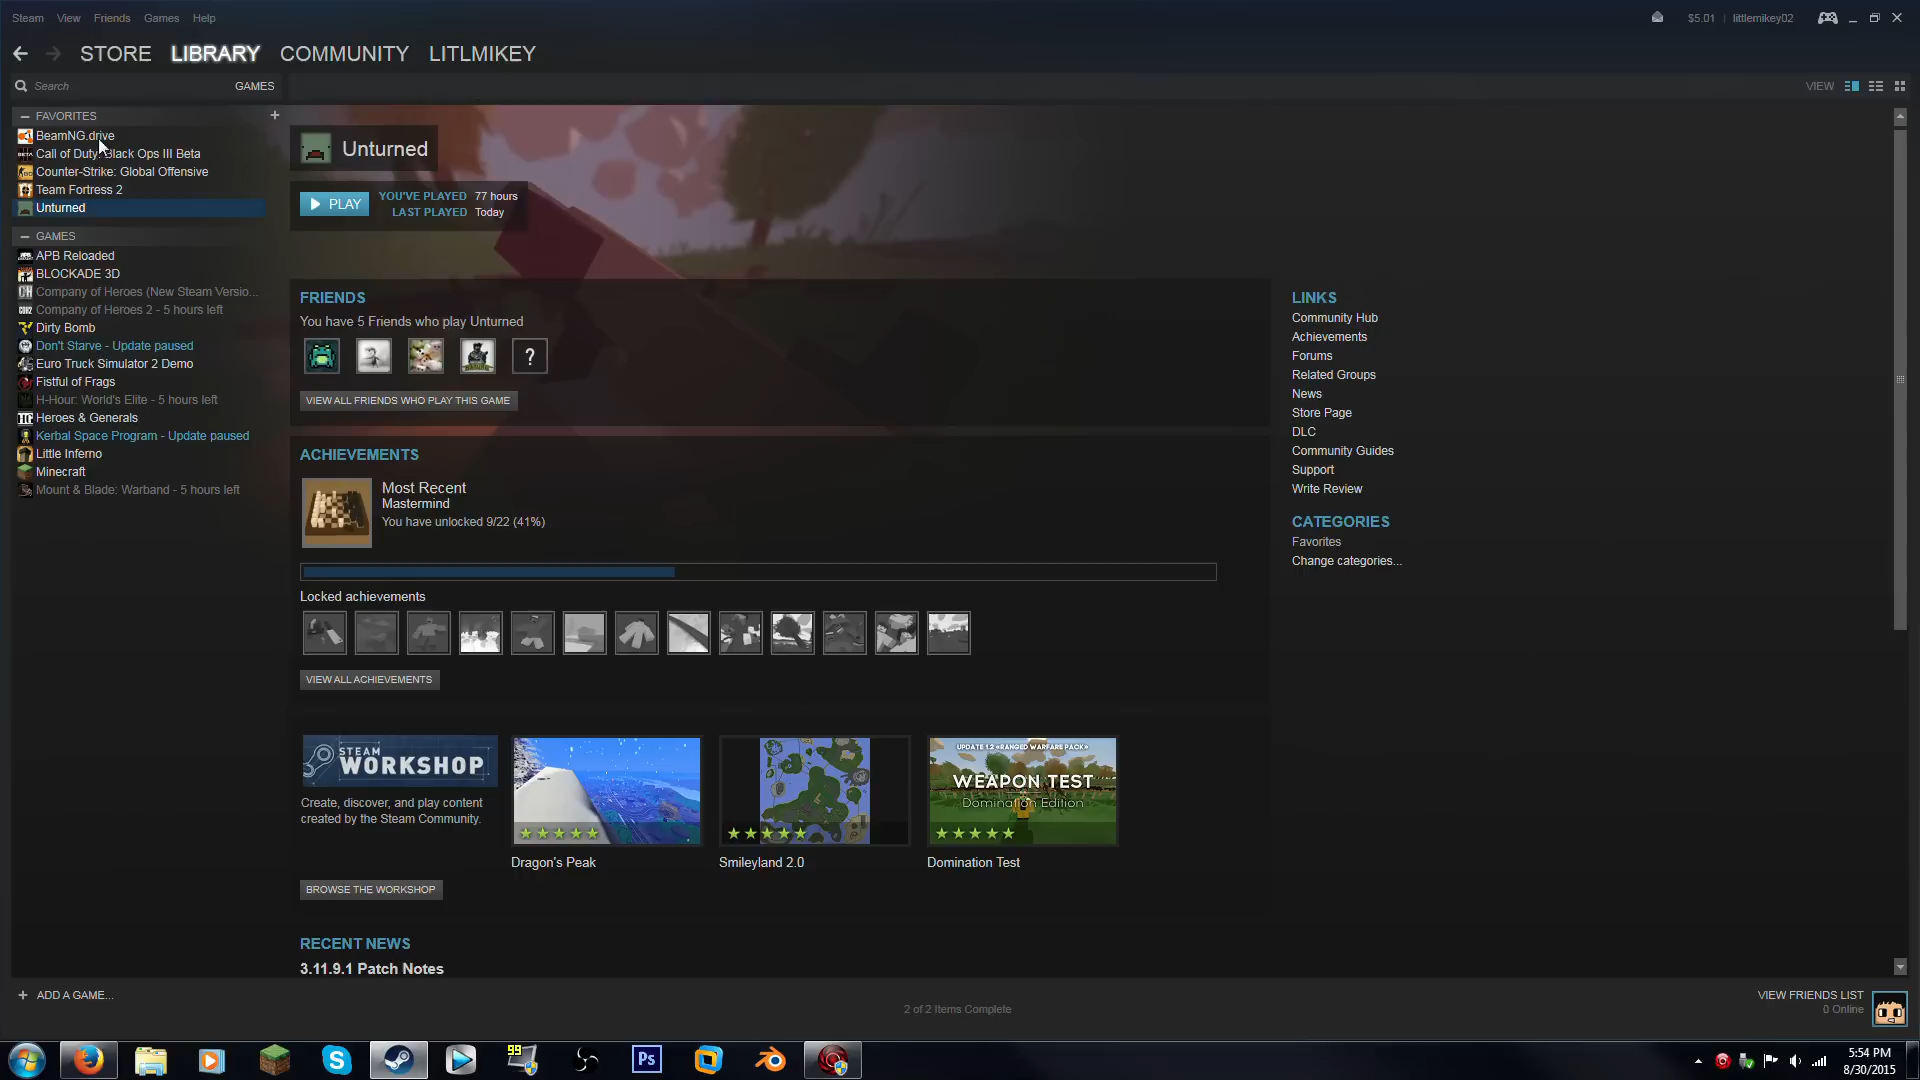 Steam View Friends Games Help
$5.01 littlemikey02
STORE LIBRARY COMMUNITY LITLMIKEY
Search GAMES
VIEW
FAVORITES +
BeamNG.drive
Call of Duty: Black Ops III Beta
Counter-Strike: Global Offensive
Team Fortress 2
Unturned
GAMES
APB Reloaded
BLOCKADE 3D
Company of Heroes (New Steam Versio...
Company of Heroes 2 - 5 hours left
Dirty Bomb
Don't Starve - Update paused
Euro Truck Simulator 2 Demo
Fistful of Frags
H-Hour: World's Elite - 5 hours left
Heroes & Generals
Kerbal Space Program - Update paused
Little Inferno
Minecraft
Mount & Blade: Warband - 5 hours left
Unturned
PLAY
YOU'VE PLAYED 77 hours
LAST PLAYED Today
FRIENDS
You have 5 Friends who play Unturned
?
VIEW ALL FRIENDS WHO PLAY THIS GAME
ACHIEVEMENTS
Most Recent
Mastermind
You have unlocked 9/22 (41%)
Locked achievements
VIEW ALL ACHIEVEMENTS
STEAM
WORKSHOP
Create, discover, and play content
created by the Steam Community.
BROWSE THE WORKSHOP
Dragon's Peak
Smileyland 2.0
UPDATE 1.2 «RANGED WARFARE PACK»
WEAPON TEST
Domination Edition
Domination Test
RECENT NEWS
3.11.9.1 Patch Notes
LINKS
Community Hub
Achievements
Forums
Related Groups
News
Store Page
DLC
Community Guides
Support
Write Review
CATEGORIES
Favorites
Change categories...
+ ADD A GAME...
2 of 2 Items Complete
VIEW FRIENDS LIST
0 Online
99
Ps
5:54 PM
8/30/2015